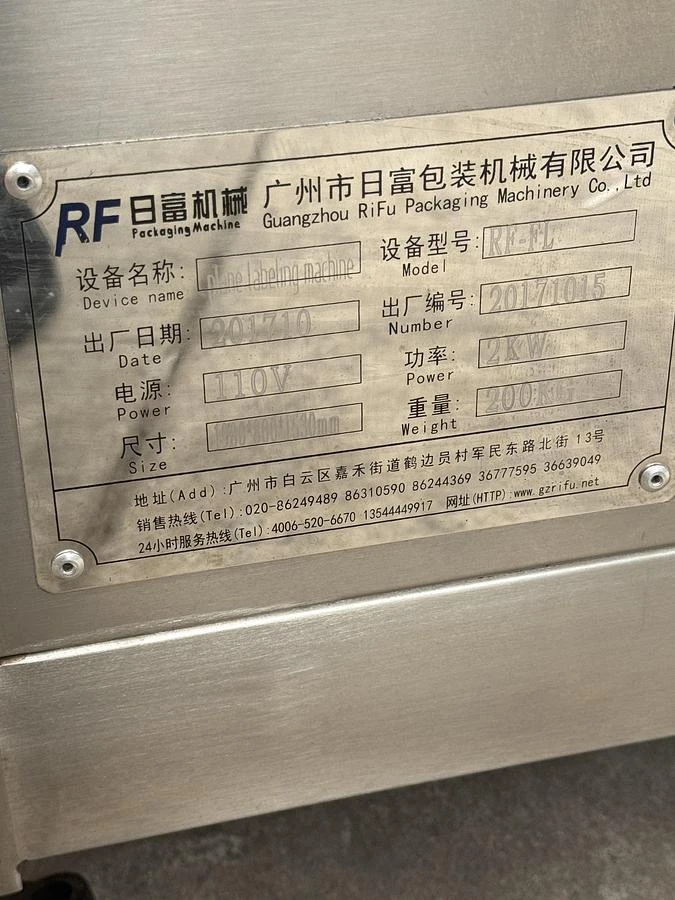 RF 日富机械 广州市日富包装机械有限公司
Packaging Machine Guangzhou RiFu Packaging Machinery Co.,Ltd
设备名称: plane labeling machine 设备型号: RF-FL
Device name Model
出厂日期: 201710 出厂编号: 20171015
Date Number
电源: 110V 功率: 2KW
Power Power
尺寸: 重量: 200KG
Size Weight
地址(Add):广州市白云区嘉禾街道鹤边员村军民东路北街13号
销售热线(Tel):020-86249489 86310590 86244369 36777595 36639049
24小时服务热线(Tel):4006-520-6670 13544449917 网址(HTTP):www.gzrifu.net